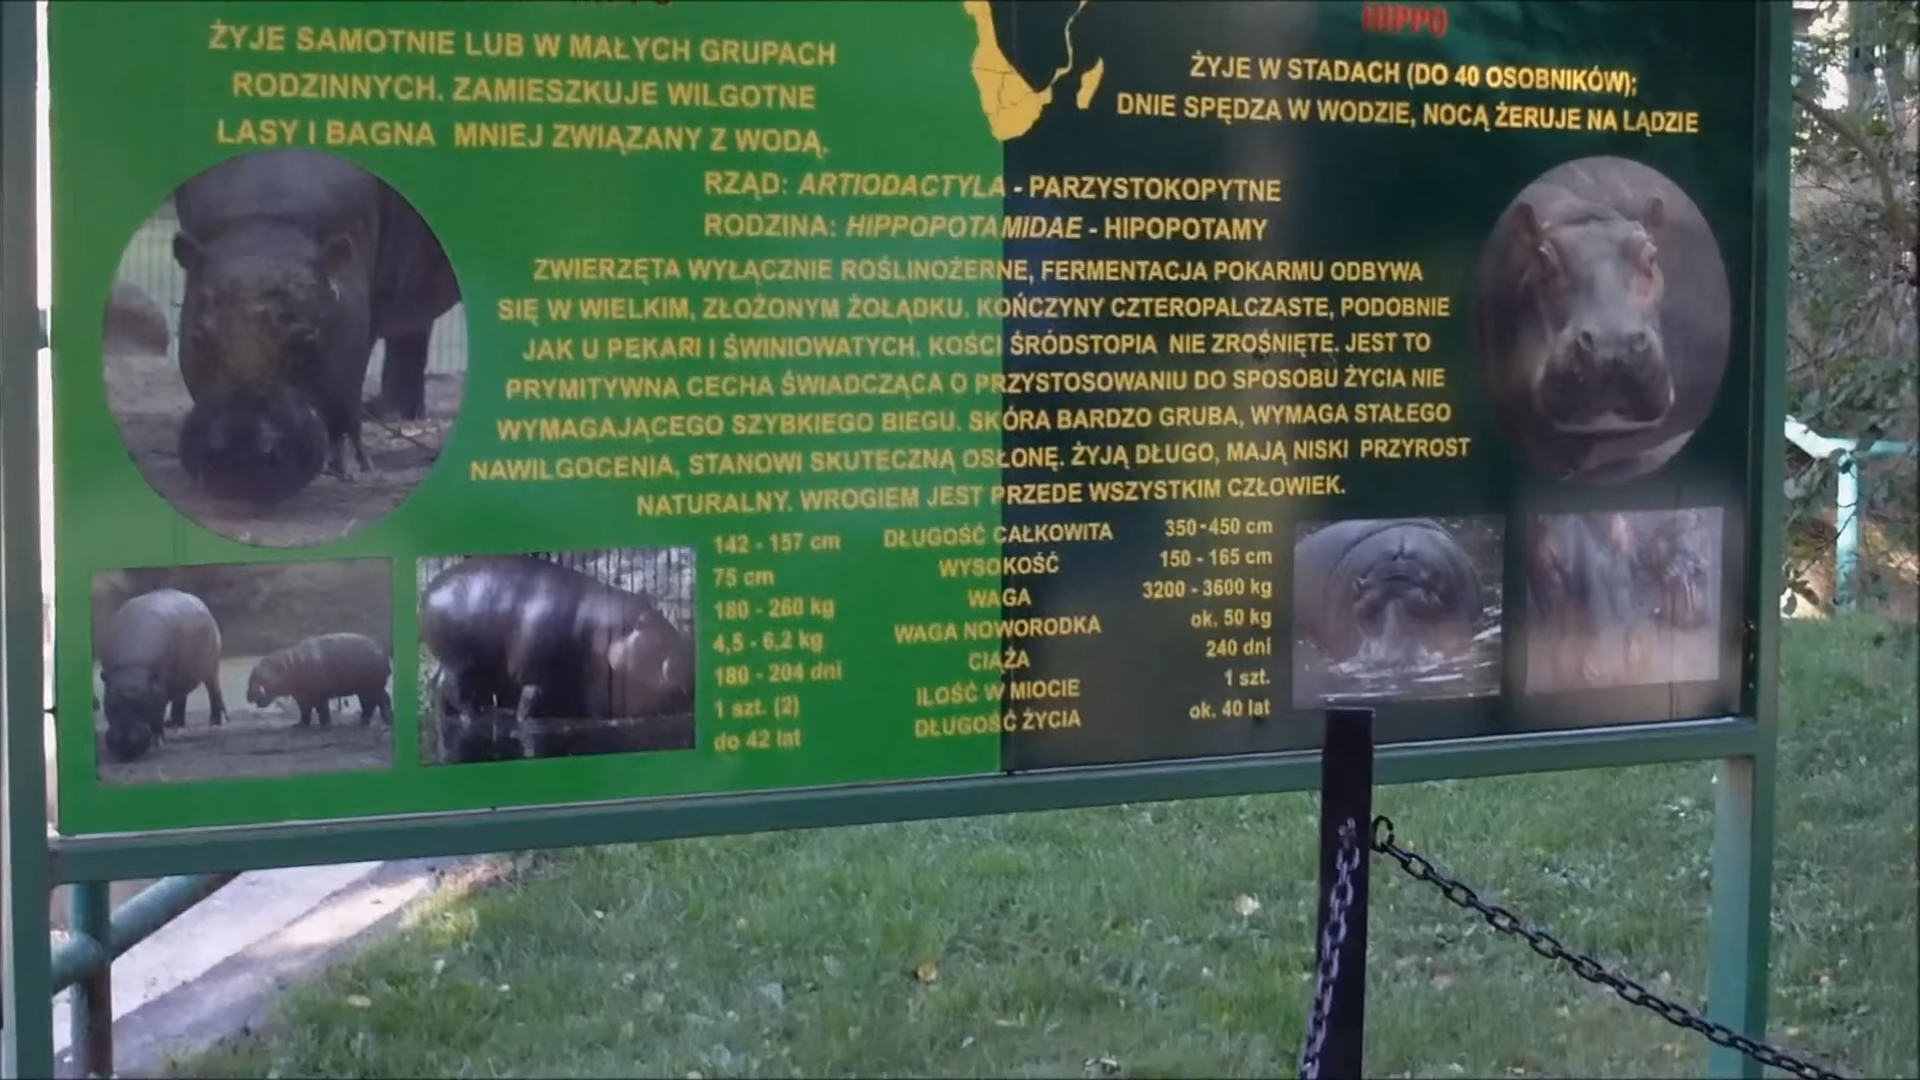 ŻYJE SAMOTNIE LUB W MAŁYCH GRUPACH
RODZINNYCH. ZAMIESZKUJE WILGOTNE
LASY I BAGNA MNIEJ ZWIĄZANY Z WODĄ.
HIPPO
ŻYJE W STADACH (DO 40 OSOBNIKÓW);
DNIE SPĘDZA W WODZIE, NOCĄ ŻERUJE NA LĄDZIE
RZĄD: ARTIODACTYLA - PARZYSTOKOPYTNE
RODZINA: HIPPOPOTAMIDAE - HIPOPOTAMY
ZWIERZĘTA WYŁĄCZNIE ROŚLINOŻERNE, FERMENTACJA POKARMU ODBYWA
SIĘ W WIELKIM, ZŁOŻONYM ŻOŁĄDKU. KOŃCZYNY CZTEROPALCZASTE, PODOBNIE
JAK U PEKARI I ŚWINIOWATYCH. KOŚCI ŚRÓDSTOPIA NIE ZROŚNIĘTE. JEST TO
PRYMITYWNA CECHA ŚWIADCZĄCA O PRZYSTOSOWANIU DO SPOSOBU ŻYCIA NIE
WYMAGAJĄCEGO SZYBKIEGO BIEGU. SKÓRA BARDZO GRUBA, WYMAGA STAŁEGO
NAWILGOCENIA, STANOWI SKUTECZNĄ OSŁONĘ. ŻYJĄ DŁUGO, MAJĄ NISKI PRZYROST
NATURALNY. WROGIEM JEST PRZEDE WSZYSTKIM CZŁOWIEK.
142 - 157 cm DŁUGOŚĆ CAŁKOWITA 350-450 cm
75 cm WYSOKOŚĆ 150 - 165 cm
180 - 260 kg WAGA 3200 - 3600 kg
4,5 - 6,2 kg WAGA NOWORODKA ok. 50 kg
180 - 204 dni CIĄŻA 240 dni
1 szt. (2) ILOŚĆ W MIOCIE 1 szt.
do 42 lat DŁUGOŚĆ ŻYCIA ok. 40 lat